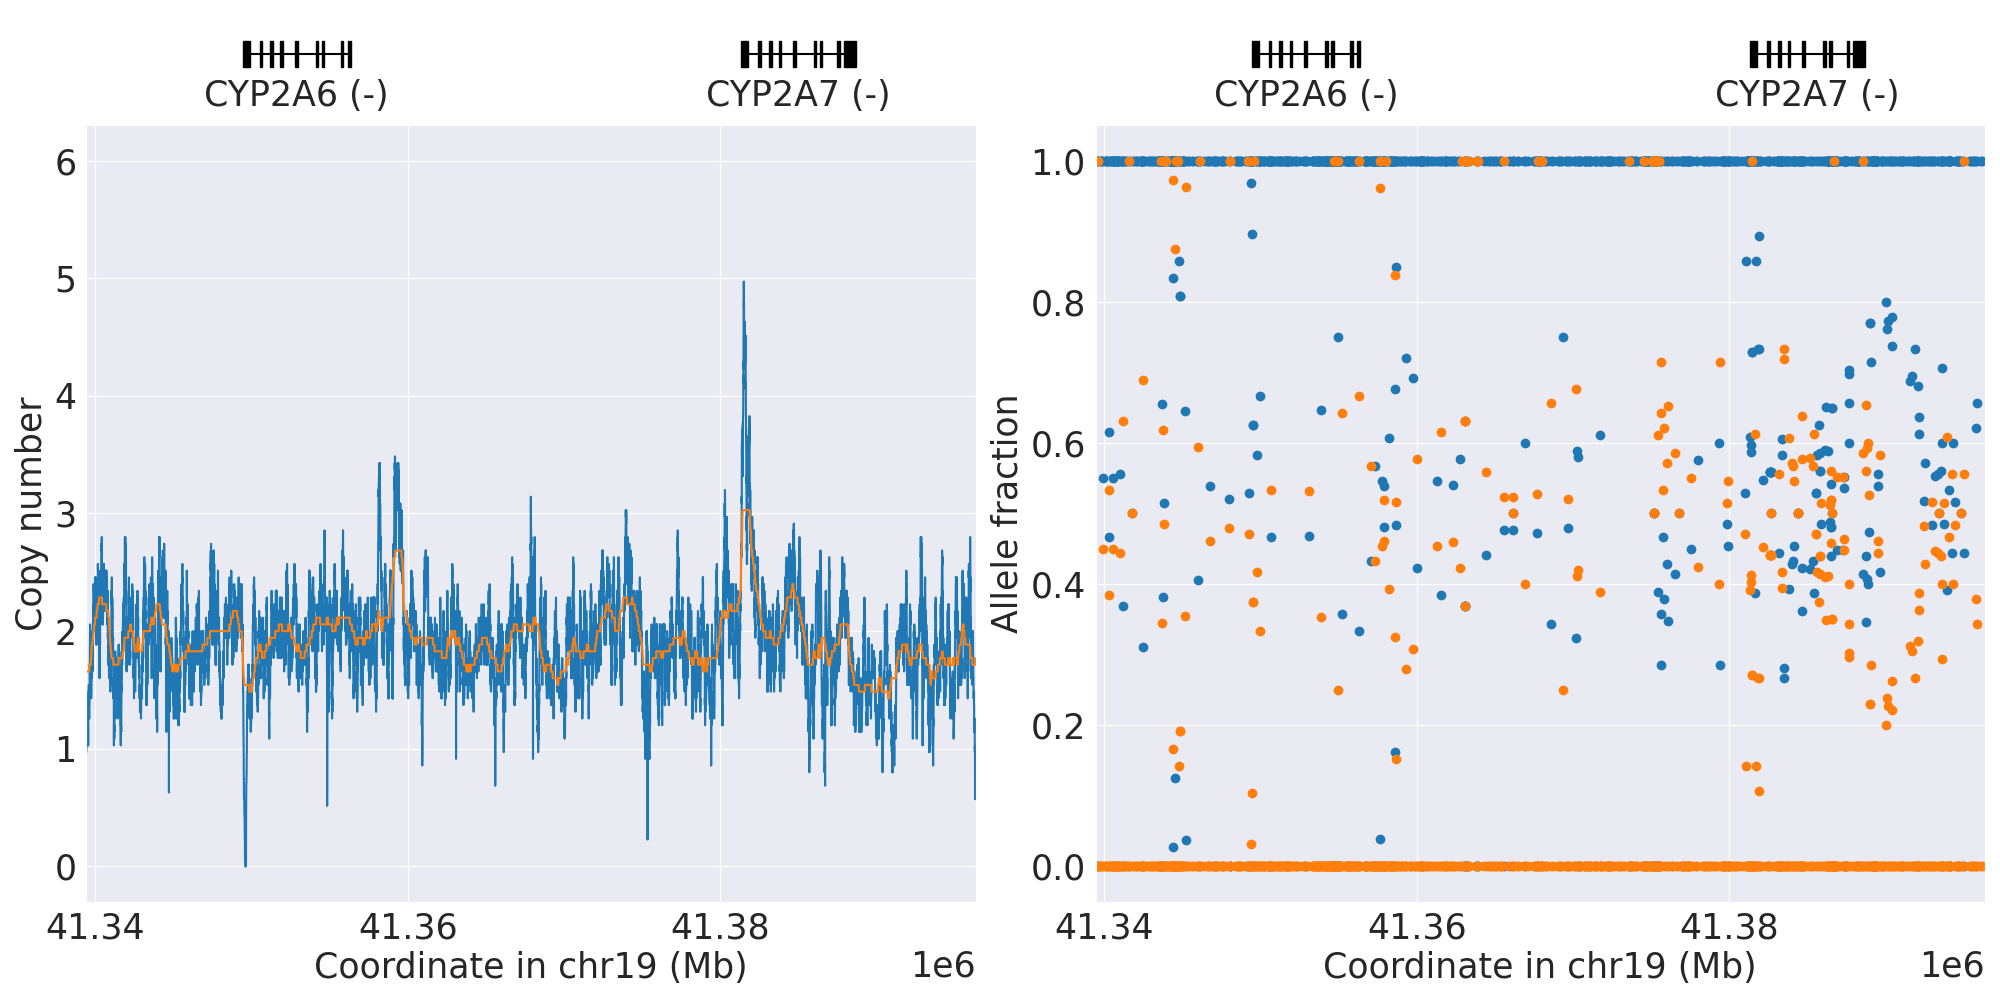 CYP2A6 (-)
CYP2A7 (-)
6
5
4
3
2
1
0
Copy number
41.34
41.36
41.38
1e6
Coordinate in chr19 (Mb)
CYP2A6 (-)
CYP2A7 (-)
1.0
0.8
0.6
0.4
0.2
0.0
Allele fraction
41.34
41.36
41.38
1e6
Coordinate in chr19 (Mb)